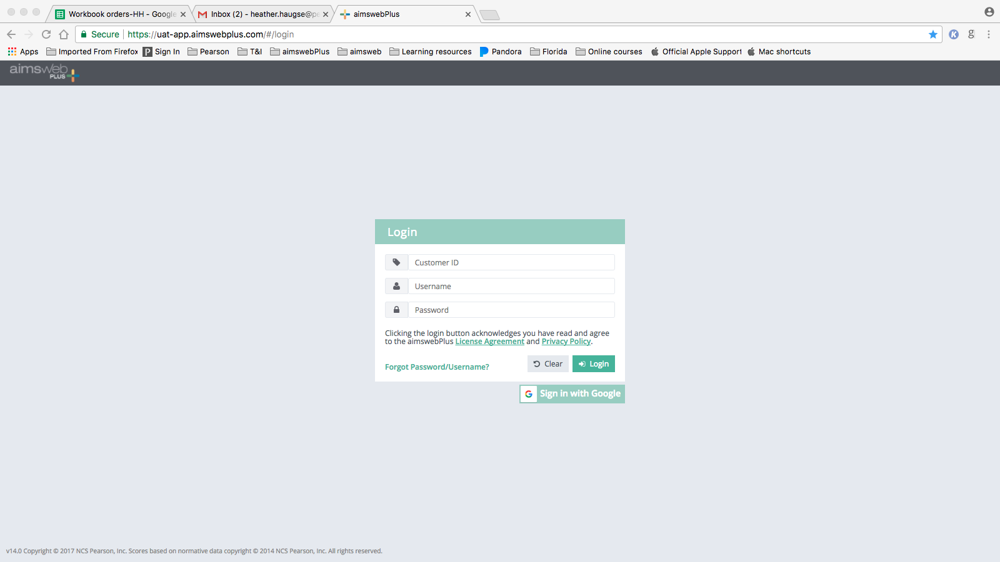 Workbook orders-HH - Google
Inbox (2) - heather.haugse@pe
aimswebPlus
Secure https://uat-app.aimswebplus.com/#/login
Apps Imported From Firefox Sign In Pearson T&I aimswebPlus aimsweb Learning resources Pandora Florida Online courses Official Apple Support Mac shortcuts
aimsweb
PLUS
Login
Customer ID
Username
Password
Clicking the login button acknowledges you have read and agree
to the aimswebPlus License Agreement and Privacy Policy.
Forgot Password/Username? Clear Login
Sign in with Google
v14.0 Copyright © 2017 NCS Pearson, Inc. Scores based on normative data copyright © 2014 NCS Pearson, Inc. All rights reserved.